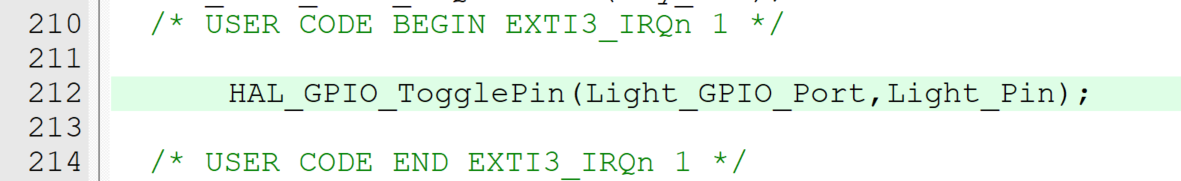 210 /* USER CODE BEGIN EXTI3_IRQn 1 */
211
212 HAL_GPIO_TogglePin(Light_GPIO_Port,Light_Pin);
213
214 /* USER CODE END EXTI3_IRQn 1 */